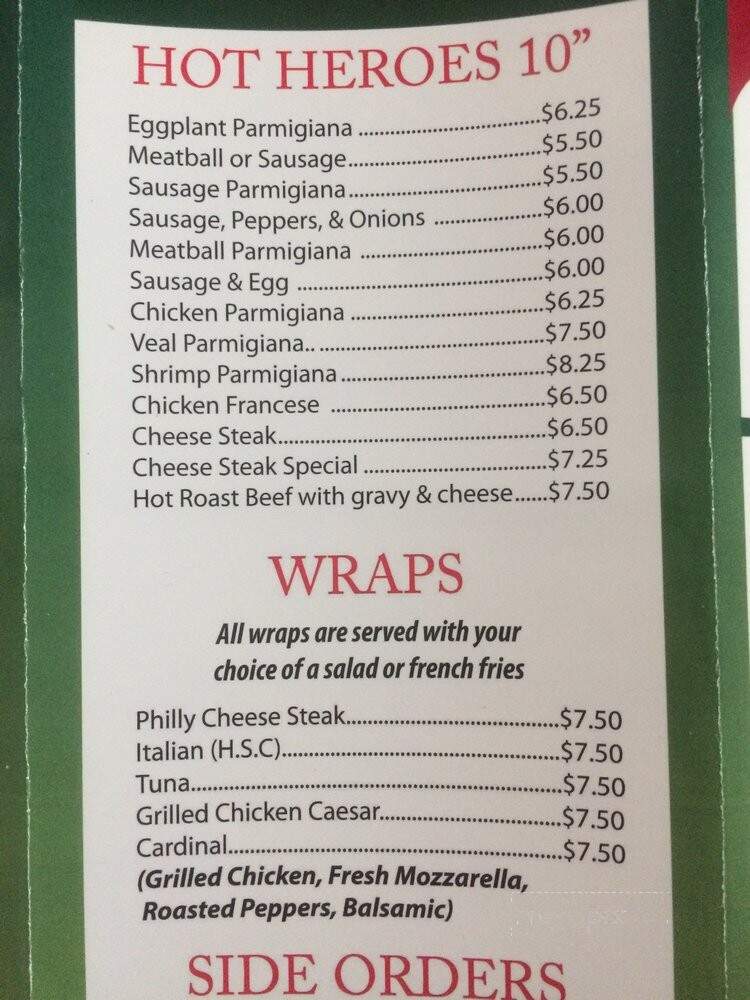 HOT HEROES 10”
Eggplant Parmigiana ..............................$6.25
Meatball or Sausage................................$5.50
Sausage Parmigiana................................$5.50
Sausage, Peppers, & Onions ..................$6.00
Meatball Parmigiana ..............................$6.00
Sausage & Egg ........................................$6.00
Chicken Parmigiana ...............................$6.25
Veal Parmigiana.. ....................................$7.50
Shrimp Parmigiana.................................$8.25
Chicken Francese ...................................$6.50
Cheese Steak............................................$6.50
Cheese Steak Special ..............................$7.25
Hot Roast Beef with gravy & cheese......$7.50
WRAPS
All wraps are served with your
choice of a salad or french fries
Philly Cheese Steak...................................$7.50
Italian (H.S.C).............................................$7.50
Tuna............................................................$7.50
Grilled Chicken Caesar..............................$7.50
Cardinal......................................................$7.50
(Grilled Chicken, Fresh Mozzarella,
Roasted Peppers, Balsamic)
SIDE ORDERS